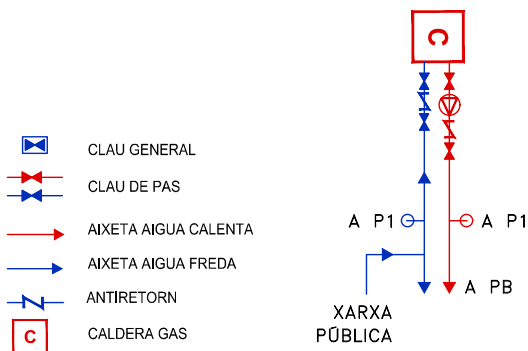 C
CLAU GENERAL
CLAU DE PAS
AIXETA AIGUA CALENTA
AIXETA AIGUA FREDA
ANTIRETORN
C
CALDERA GAS
A P1
A P1
A PB
XARXA
PÚBLICA